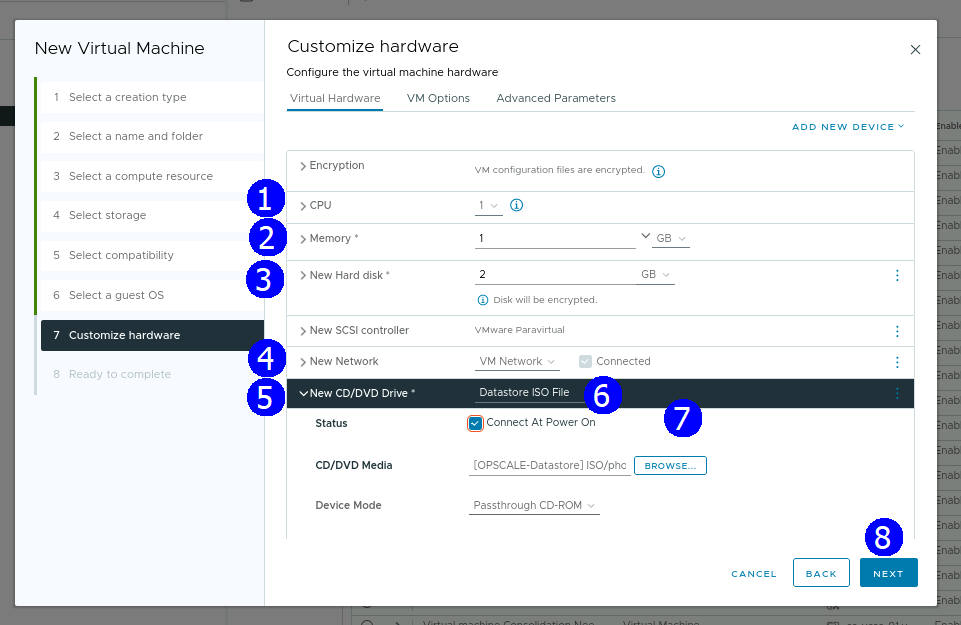 New Virtual Machine
1 Select a creation type
2 Select a name and folder
3 Select a compute resource
4 Select storage
5 Select compatibility
6 Select a guest OS
7 Customize hardware
8 Ready to complete
Customize hardware
Configure the virtual machine hardware
Virtual Hardware VM Options Advanced Parameters
ADD NEW DEVICE
Encryption VM configuration files are encrypted.
1 CPU 1
2 Memory * 1 GB
3 New Hard disk * 2 GB
Disk will be encrypted.
New SCSI controller VMware Paravirtual
4 New Network VM Network Connected
5 New CD/DVD Drive * Datastore ISO File 6
Status Connect At Power On 7
CD/DVD Media [OPSCALE-Datastore] ISO/pho BROWSE...
Device Mode Passthrough CD-ROM
8
CANCEL BACK NEXT
Virtual Machine